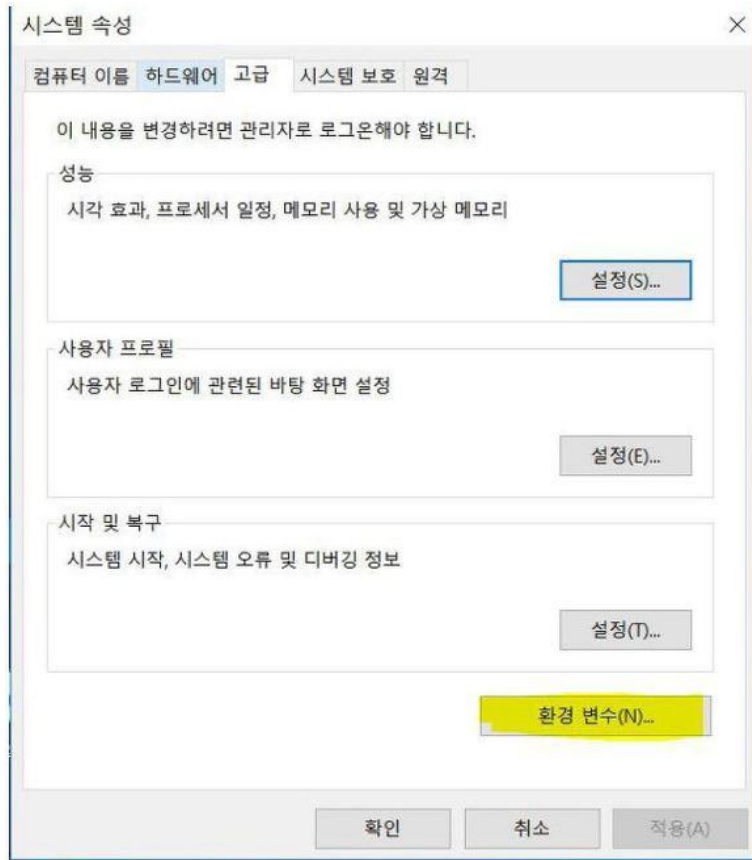 시스템 속성
컴퓨터 이름 하드웨어 고급 시스템 보호 원격
이 내용을 변경하려면 관리자로 로그온해야 합니다.
성능
시각 효과, 프로세서 일정, 메모리 사용 및 가상 메모리
설정(S)...
사용자 프로필
사용자 로그인에 관련된 바탕 화면 설정
설정(E)...
시작 및 복구
시스템 시작, 시스템 오류 및 디버깅 정보
설정(T)...
환경 변수(N)...
확인 취소 적용(A)